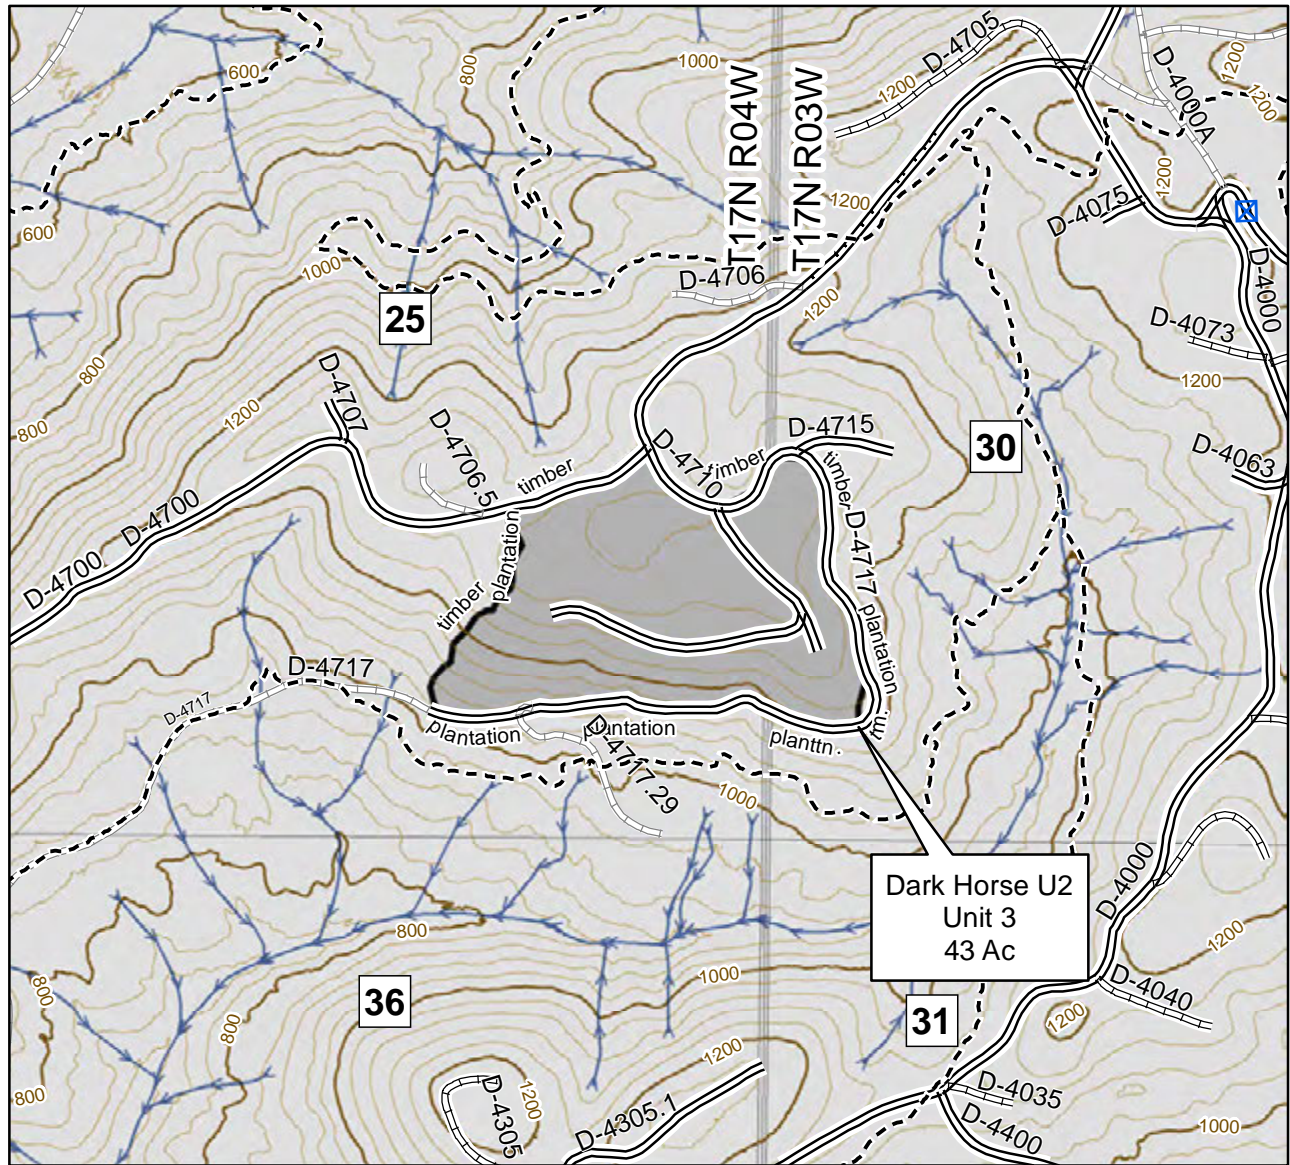 D-4705
1000
800
600
1200
1200
D-4000A
1200
1200
T17N R04W
T17N R03W
1200
D-4075
600
1000
D-4706
1200
D-4000
25
D-4073
800
1200
D-4707
1200
D-4706.5
D-4715
800
timber
D-4710
timber
timber
30
D-4063
D-4700
D-4700
plantation
timber
D-4717
plantation
D-4717
D-4717
plantation
plantation
planttn.
tm.
D-4717.29
1000
Dark Horse U2
Unit 3
43 Ac
D-4000
1200
800
1000
800
36
800
31
1200
D-4040
1200
D-4305
1200
D-4305.1
D-4035
D-4400
800
1000